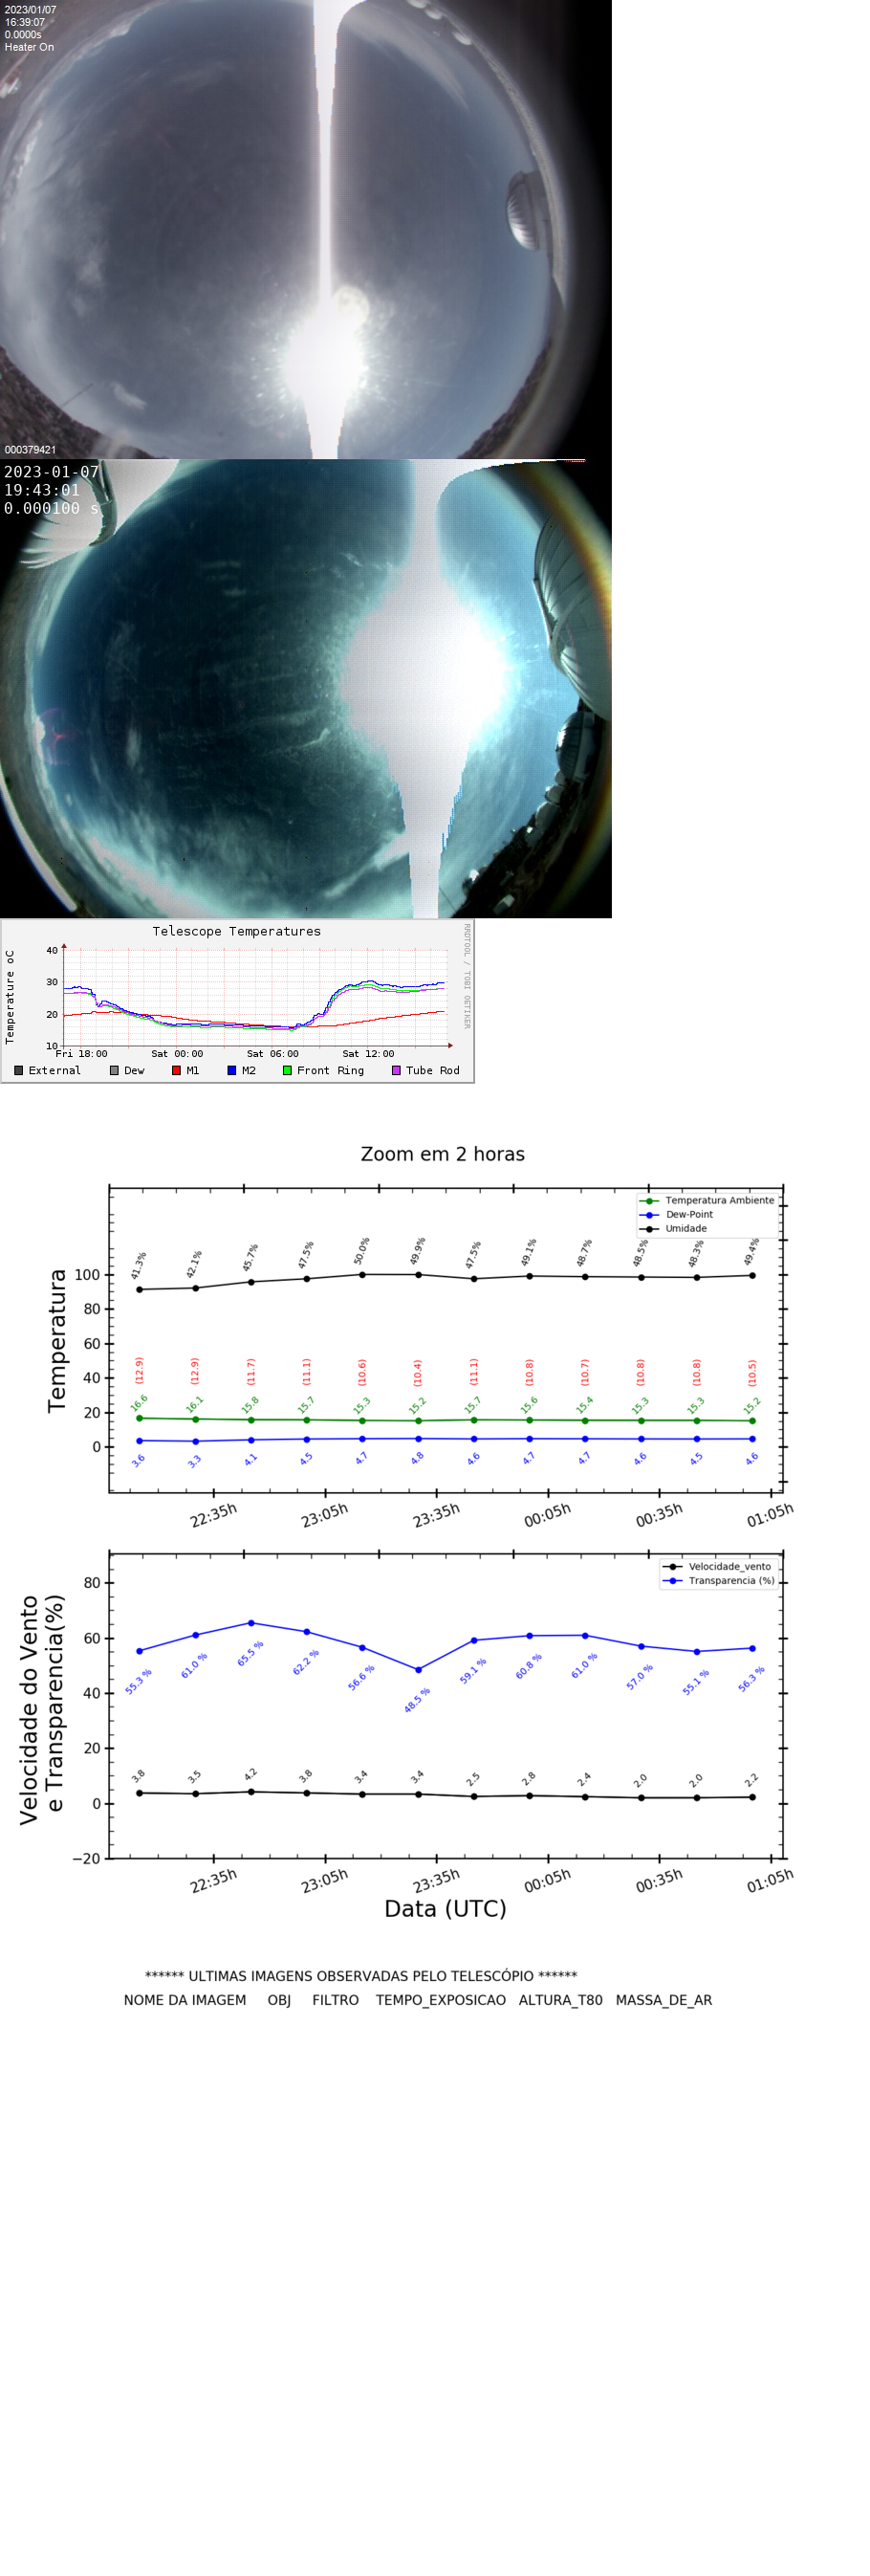 2023/01/07
16:39:07
0.0000s
Heater On
000379421
2023-01-07
19:43:01
0.000100 s
Telescope Temperatures
RRDTOOL / TOBI OETIKER
Temperature oC
40
30
20
10
Fri 18:00 Sat 00:00 Sat 06:00 Sat 12:00
External Dew M1 M2 Front Ring Tube Rod
Zoom em 2 horas
Temperatura Ambiente
Dew-Point
Umidade
41.3% 42.1% 45.7% 47.5% 50.0% 49.9% 47.5% 49.1% 48.7% 48.5% 48.3% 49.4%
Temperatura
100
80
60
40
20
0
(12.9) (12.9) (11.7) (11.1) (10.6) (10.4) (11.1) (10.8) (10.7) (10.8) (10.8) (10.5)
16.6 16.1 15.8 15.7 15.3 15.2 15.7 15.6 15.4 15.3 15.3 15.2
3.6 3.3 4.1 4.5 4.7 4.8 4.6 4.7 4.7 4.6 4.5 4.6
22:35h 23:05h 23:35h 00:05h 00:35h 01:05h
Velocidade_vento
Transparencia (%)
Velocidade do Vento
e Transparencia(%)
80
60
40
20
0
−20
55.3 % 61.0 % 65.5 % 62.2 % 56.6 % 48.5 % 59.1 % 60.8 % 61.0 % 57.0 % 55.1 % 56.3 %
3.8 3.5 4.2 3.8 3.4 3.4 2.5 2.8 2.4 2.0 2.0 2.2
22:35h 23:05h 23:35h 00:05h 00:35h 01:05h
Data (UTC)
****** ULTIMAS IMAGENS OBSERVADAS PELO TELESCÓPIO ******
NOME DA IMAGEM OBJ FILTRO TEMPO_EXPOSICAO ALTURA_T80 MASSA_DE_AR